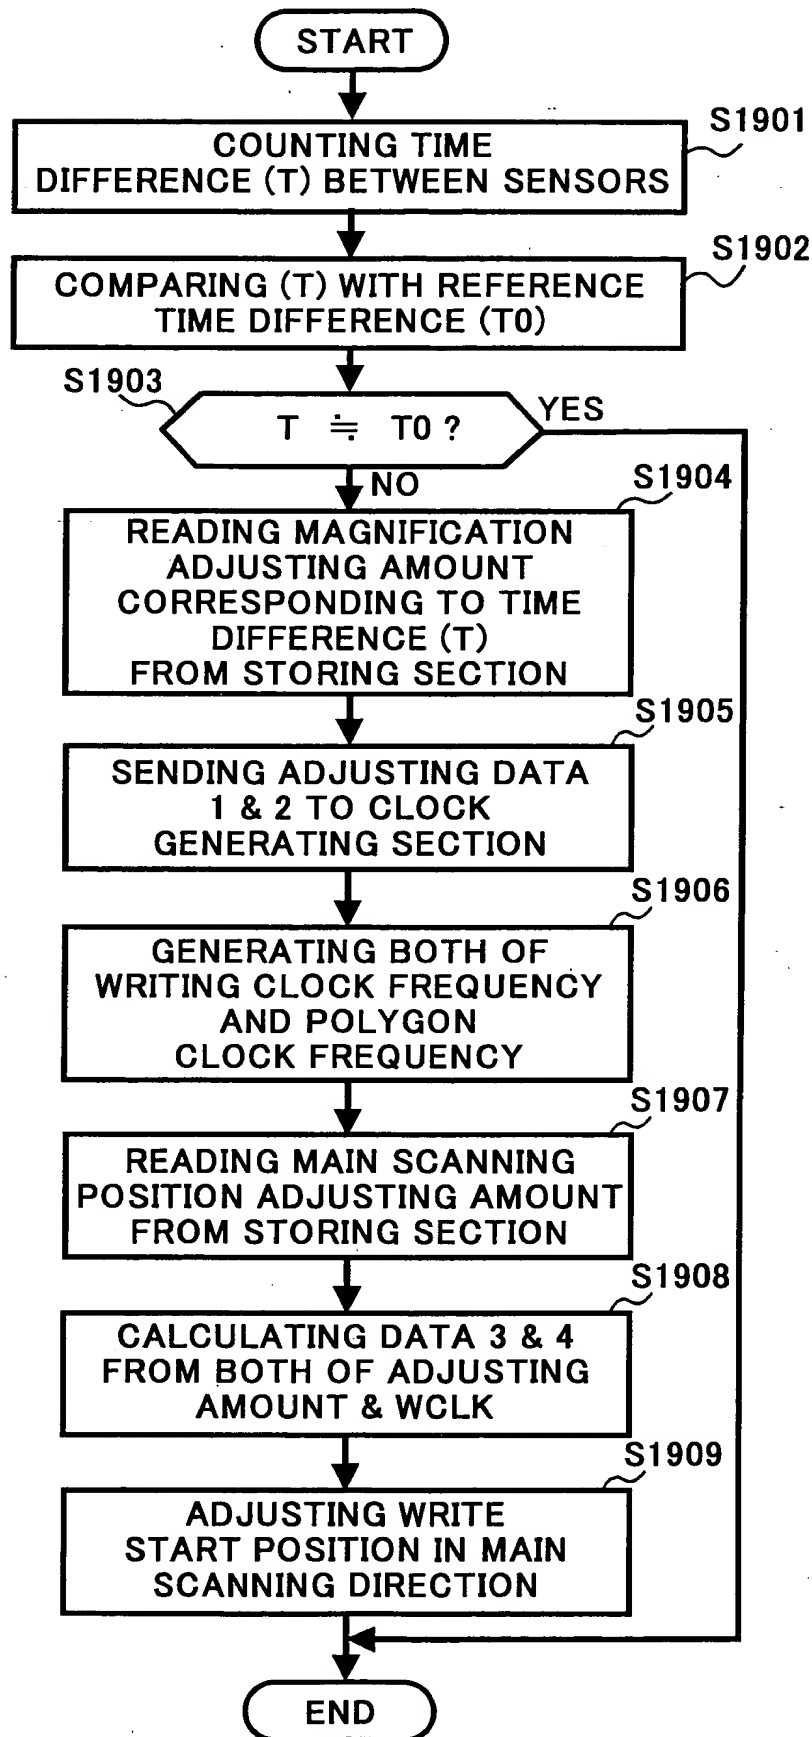 START
S1901
COUNTING TIME
DIFFERENCE (T) BETWEEN SENSORS
S1902
COMPARING (T) WITH REFERENCE
TIME DIFFERENCE (T0)
S1903
T ≒ T0 ?
YES
NO
S1904
READING MAGNIFICATION
ADJUSTING AMOUNT
CORRESPONDING TO TIME
DIFFERENCE (T)
FROM STORING SECTION
S1905
SENDING ADJUSTING DATA
1 & 2 TO CLOCK
GENERATING SECTION
S1906
GENERATING BOTH OF
WRITING CLOCK FREQUENCY
AND POLYGON
CLOCK FREQUENCY
S1907
READING MAIN SCANNING
POSITION ADJUSTING AMOUNT
FROM STORING SECTION
S1908
CALCULATING DATA 3 & 4
FROM BOTH OF ADJUSTING
AMOUNT & WCLK
S1909
ADJUSTING WRITE
START POSITION IN MAIN
SCANNING DIRECTION
END